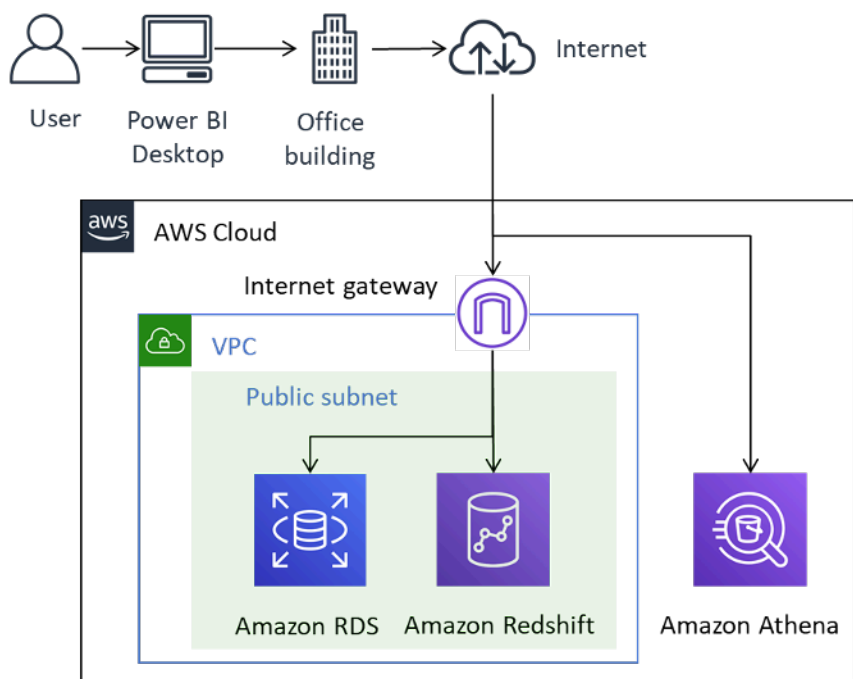 Internet
User
Power BI
Desktop
Office
building
aws
AWS Cloud
Internet gateway
VPC
Public subnet
Amazon RDS
Amazon Redshift
Amazon Athena